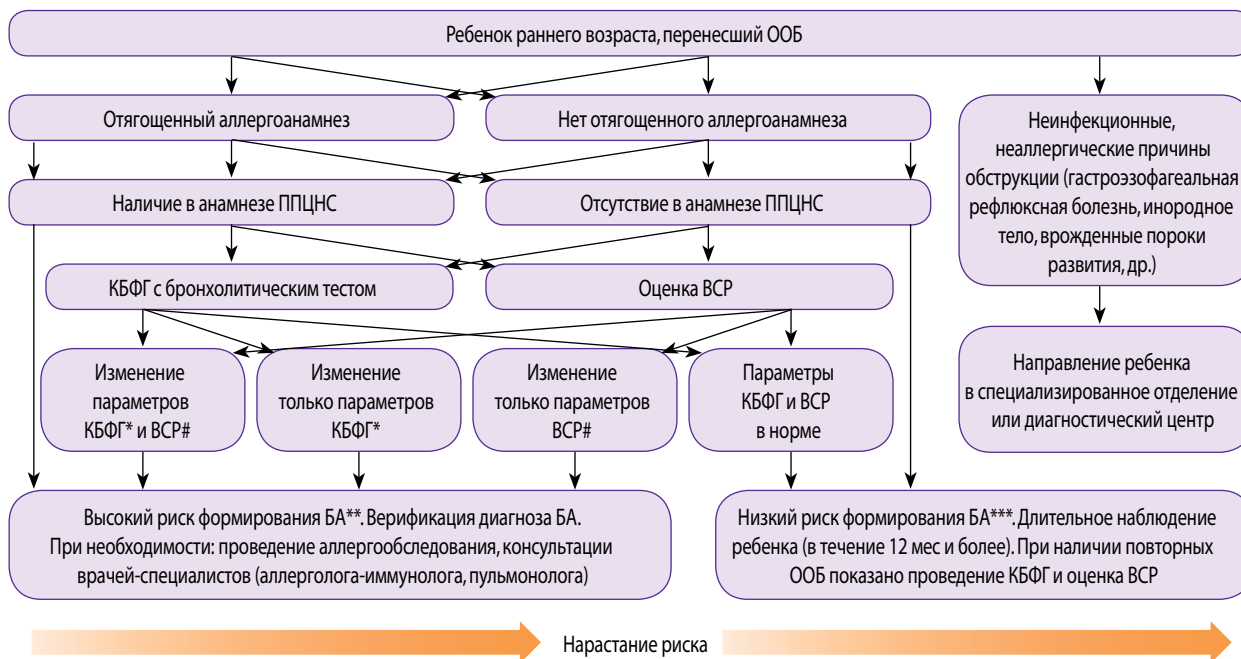 Ребенок раннего возраста, перенесший ООБ
Отягощенный аллергоанамнез
Нет отягощенного аллергоанамнеза
Неинфекционные,
неаллергические причины
обструкции (гастроэзофагеальная
рефлюксная болезнь, инородное
тело, врожденные пороки
развития, др.)
Наличие в анамнезе ППЦНС
Отсутствие в анамнезе ППЦНС
КБФГ с бронхолитическим тестом
Оценка ВСР
Изменение
параметров
КБФГ* и ВСР#
Изменение
только параметров
КБФГ*
Изменение
только параметров
ВСР#
Параметры
КБФГ и ВСР
в норме
Направление ребенка
в специализированное отделение
или диагностический центр
Высокий риск формирования БА**. Верификация диагноза БА.
При необходимости: проведение аллергообследования, консультации
врачей-специалистов (аллерголога-иммунолога, пульмонолога)
Низкий риск формирования БА***. Длительное наблюдение
ребенка (в течение 12 мес и более). При наличии повторных
ООБ показано проведение КБФГ и оценка ВСР
Нарастание риска